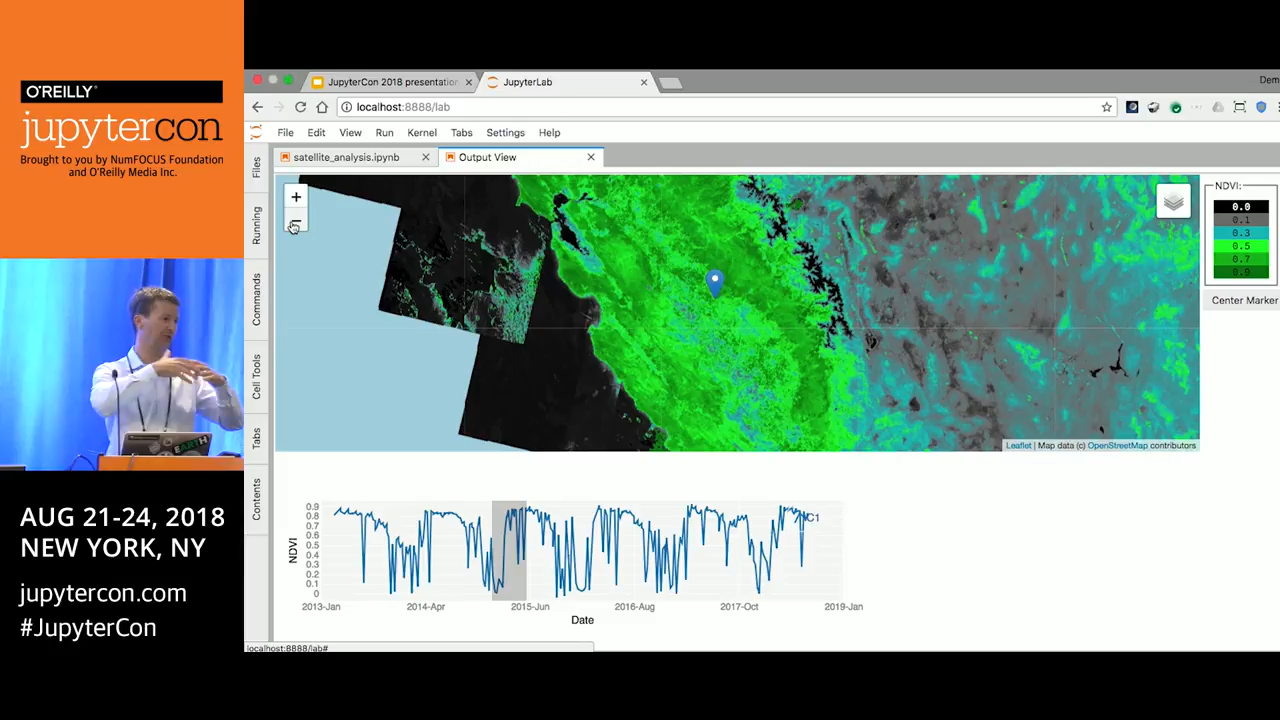 O'REILLY®
jupytercon
Brought to you by NumFOCUS Foundation
and O'Reilly Media Inc.
AUG 21-24, 2018
NEW YORK, NY
jupytercon.com
#JupyterCon
JupyterCon 2018 presentation
JupyterLab
Dem
localhost:8888/lab
File Edit View Run Kernel Tabs Settings Help
Files
Running
Commands
Cell Tools
Tabs
Contents
satellite_analysis.ipynb
Output View
+
−
NDVI:
0.0
0.1
0.3
0.5
0.7
0.9
Center Marker
Leaflet | Map data (c) OpenStreetMap contributors
NDVI
0.9
0.8
0.7
0.6
0.5
0.4
0.3
0.2
0.1
0
2013-Jan 2014-Apr 2015-Jun 2016-Aug 2017-Oct 2019-Jan
Date
localhost:8888/lab#